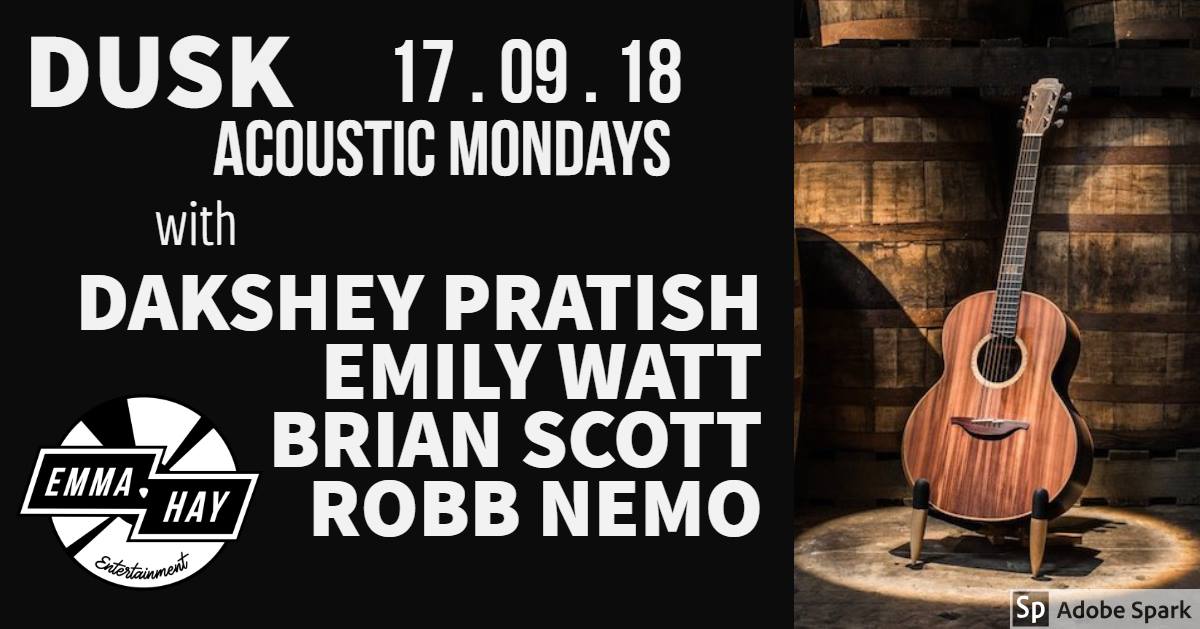 DUSK 17 . 09 . 18
ACOUSTIC MONDAYS
with
DAKSHEY PRATISH
EMILY WATT
BRIAN SCOTT
ROBB NEMO
EMMA
HAY
Entertainment
Sp Adobe Spark